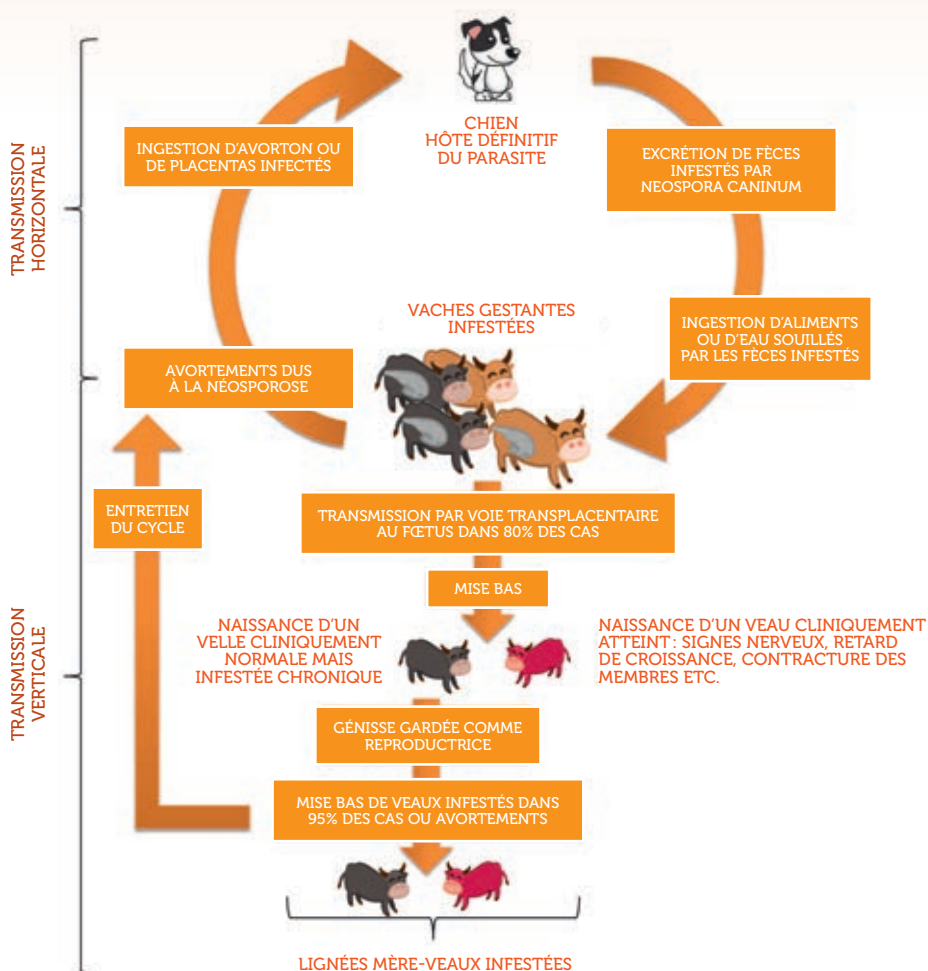 TRANSMISSION
HORIZONTALE
CHIEN
HÔTE DÉFINITIF
DU PARASITE
INGESTION D'AVORTON OU
DE PLACENTAS INFECTÉS
EXCRÉTION DE FÈCES
INFESTÉS PAR
NEOSPORA CANINUM
VACHES GESTANTES
INFESTÉES
INGESTION D'ALIMENTS
OU D'EAU SOUILLÉS
PAR LES FÈCES INFESTÉS
AVORTEMENTS DUS
À LA NÉOSPOROSE
ENTRETIEN
DU CYCLE
TRANSMISSION PAR VOIE TRANSPLACENTAIRE
AU FŒTUS DANS 80% DES CAS
MISE BAS
TRANSMISSION
VERTICALE
NAISSANCE D'UN
VELLE CLINIQUEMENT
NORMALE MAIS
INFESTÉE CHRONIQUE
NAISSANCE D'UN VEAU CLINIQUEMENT
ATTEINT : SIGNES NERVEUX, RETARD
DE CROISSANCE, CONTRACTURE DES
MEMBRES ETC.
GÉNISSE GARDÉE COMME
REPRODUCTRICE
MISE BAS DE VEAUX INFESTÉS DANS
95% DES CAS OU AVORTEMENTS
LIGNÉES MÈRE-VEAUX INFESTÉES